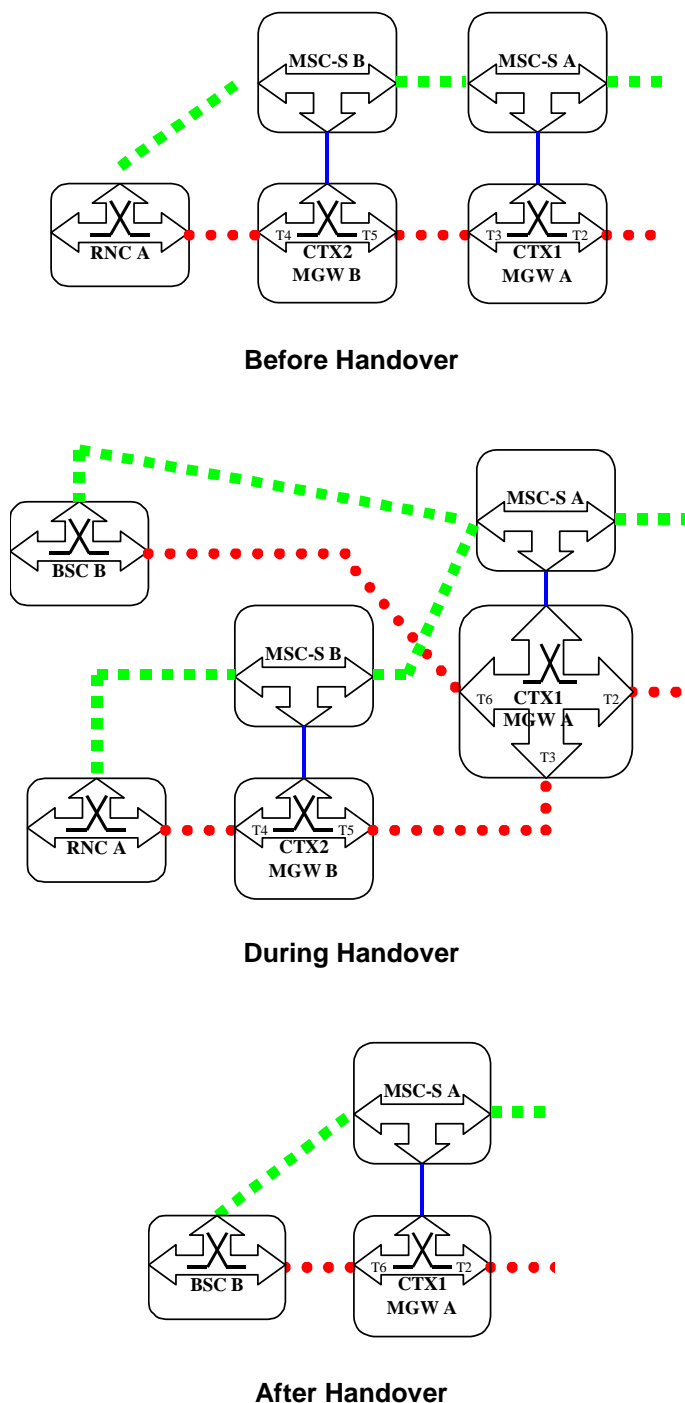 MSC-S B
MSC-S A
RNC A
T4
T5
CTX2
MGW B
T3
T2
CTX1
MGW A
Before Handover
MSC-S A
BSC B
MSC-S B
T6
CTX1
T2
MGW A
T3
RNC A
T4
T5
CTX2
MGW B
During Handover
MSC-S A
BSC B
T6
T2
CTX1
MGW A
After Handover